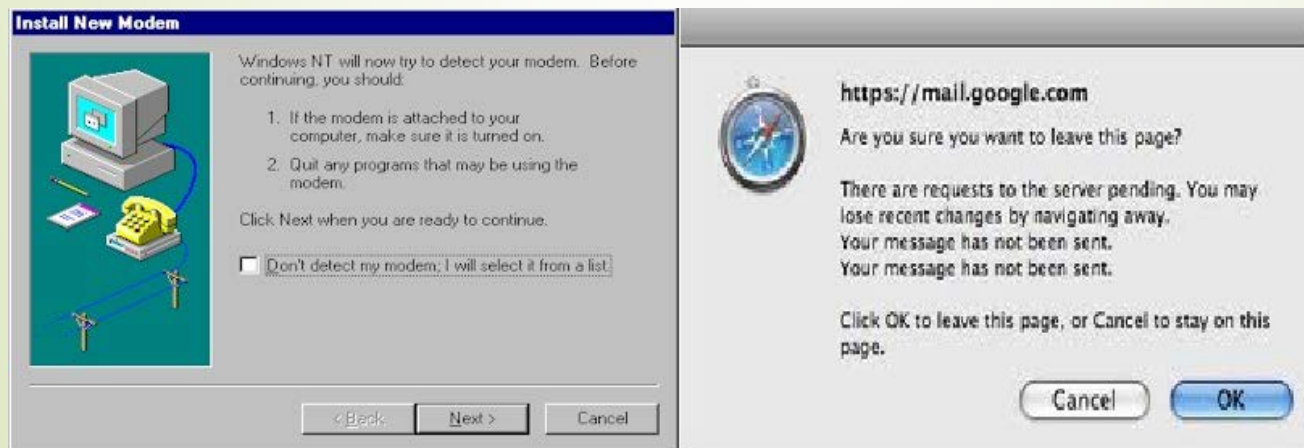 Install New Modem
Windows NT will now try to detect your modem. Before
continuing, you should:
1. If the modem is attached to your
computer, make sure it is turned on.
2. Quit any programs that may be using the
modem.
Click Next when you are ready to continue.
Don't detect my modem; I will select it from a list.
< Back
Next >
Cancel
https://mail.google.com
Are you sure you want to leave this page?
There are requests to the server pending. You may
lose recent changes by navigating away.
Your message has not been sent.
Your message has not been sent.
Click OK to leave this page, or Cancel to stay on this
page.
Cancel
OK